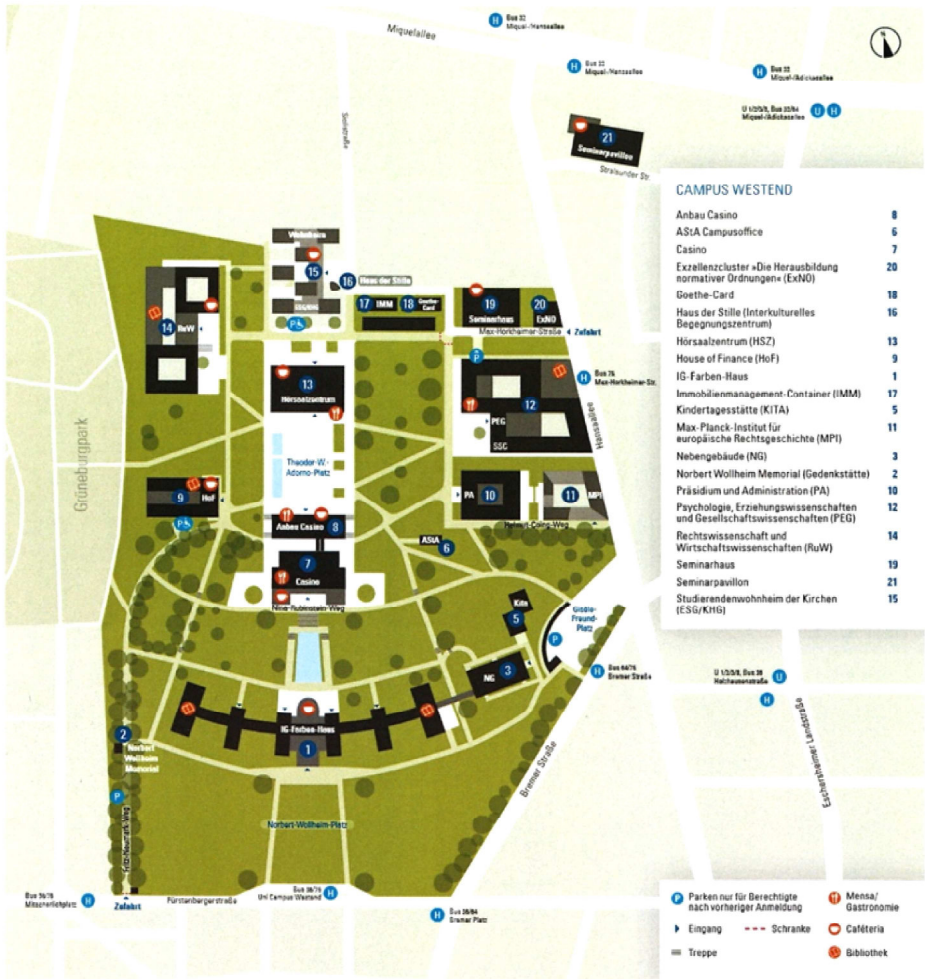 H Bus 32
Miquel-/Hansaallee
Miquelallee
H Bus 32
Miquel-/Hansaallee
H Bus 32
Miquel-/Adickesallee
U 1/2/3/8, Bus 32/64
Miquel-/Adickesallee
U H
21
Seminarpavillon
Stralsunder Str.
CAMPUS WESTEND
Anbau Casino 8
AStA Campusoffice 6
Casino 7
Exzellenzcluster »Die Herausbildung
normativer Ordnungen« (ExNO) 20
Goethe-Card 18
Haus der Stille (Interkulturelles
Begegnungszentrum) 16
Hörsaalzentrum (HSZ) 13
House of Finance (HoF) 9
IG-Farben-Haus 1
Immobilienmanagement-Container (IMM) 17
Kindertagesstätte (KITA) 5
Max-Planck-Institut für
europäische Rechtsgeschichte (MPI) 11
Nebengebäude (NG) 3
Norbert Wollheim Memorial (Gedenkstätte) 2
Präsidium und Administration (PA) 10
Psychologie, Erziehungswissenschaften
und Gesellschaftswissenschaften (PEG) 12
Rechtswissenschaft und
Wirtschaftswissenschaften (RuW) 14
Seminarhaus 19
Seminarpavillon 21
Studierendenwohnheim der Kirchen
(ESG/KHG) 15
15
ESG/KHG
16 Haus der Stille
17 IMM
18 Goethe-
Card
19
Seminarhaus
20
ExNO
14 RuW
P
Max-Horkheimer-Straße
Zufahrt
P
H Bus 75
Max-Horkheimer-Str.
13
Hörsaalzentrum
12
PEG
SSG
Hansaallee
Grüneburgpark
Theodor-W.-
Adorno-Platz
9 HoF
P
PA 10
11 MPI
Helmut-Coing-Weg
Anbau Casino 8
AStA
6
7
Casino
Nina-Rubinstein-Weg
Kita
5
Gisèle-
Freund-
Platz
P
NG 3
H Bus 64/75
Bremer Straße
U 1/2/3/8, Bus 36
Holzhausenstraße
U
H
IG-Farben-Haus
1
2
Norbert
Wollheim
Memorial
P
Fritz-Neumark-Weg
Bremer Straße
Eschersheimer Landstraße
Norbert-Wollheim-Platz
Bus 36/75
Mitscherlichplatz H
Zufahrt
Fürstenbergerstraße
Bus 36/75
Uni Campus Westend H
H Bus 36/64
Bremer Platz
P Parken nur für Berechtigte
nach vorheriger Anmeldung
Eingang
Schranke
Treppe
Mensa/
Gastronomie
Caféteria
Bibliothek